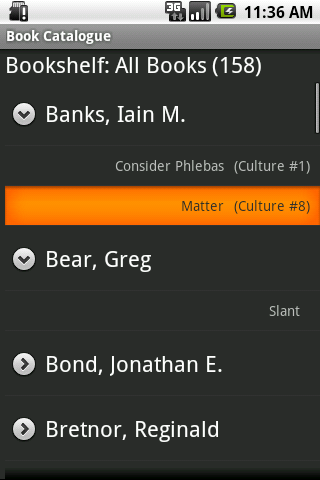 3G
11:36 AM
Book Catalogue
Bookshelf: All Books (158)
Banks, Iain M.
Consider Phlebas (Culture #1)
Matter (Culture #8)
Bear, Greg
Slant
Bond, Jonathan E.
Bretnor, Reginald